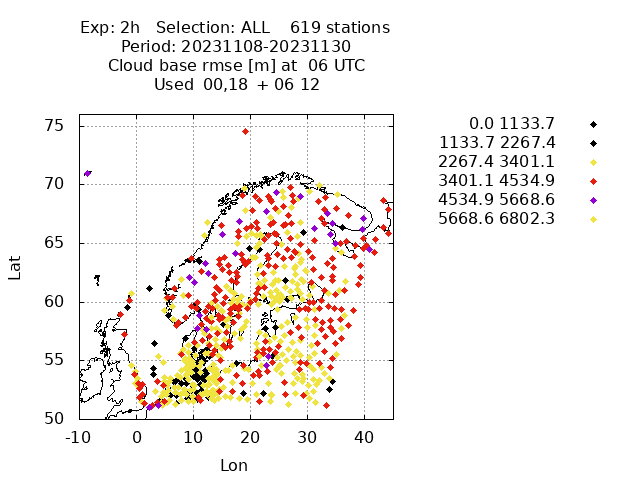 Exp: 2h   Selection: ALL    619 stations
Period: 20231108-20231130
Cloud base rmse [m] at  06 UTC
Used  00,18  + 06 12
0.0 1133.7
1133.7 2267.4
2267.4 3401.1
3401.1 4534.9
4534.9 5668.6
5668.6 6802.3
75
70
65
60
55
50
Lat
-10 0 10 20 30 40
Lon